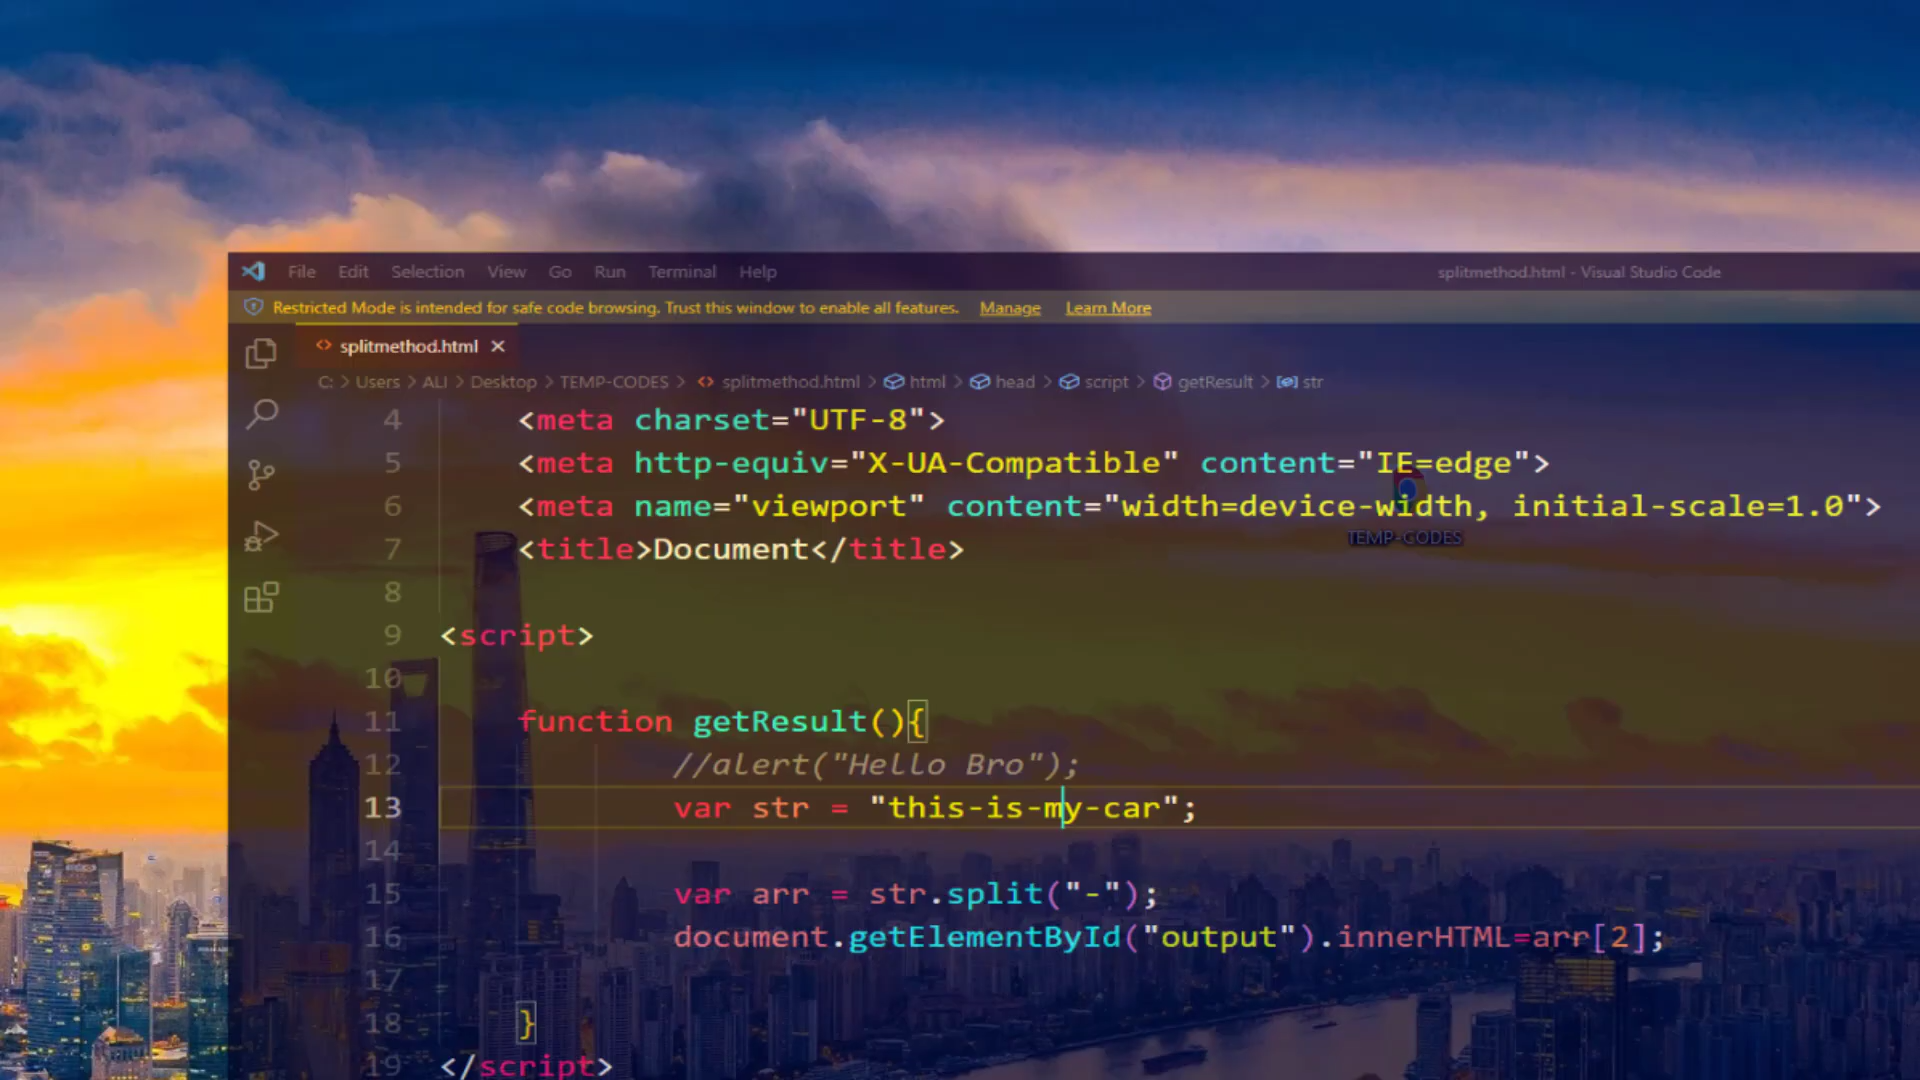 File Edit Selection View Go Run Terminal Help splitmethod.html - Visual Studio Code
Restricted Mode is intended for safe code browsing. Trust this window to enable all features. Manage Learn More
splitmethod.html
C: > Users > ALI > Desktop > TEMP-CODES > splitmethod.html > html > head > script > getResult > str
4 <meta charset="UTF-8">
5 <meta http-equiv="X-UA-Compatible" content="IE=edge">
6 <meta name="viewport" content="width=device-width, initial-scale=1.0">
TEMP-CODES
7 <title>Document</title>
8
9 <script>
10
11 function getResult(){
12 //alert("Hello Bro");
13 var str = "this-is-my-car";
14
15 var arr = str.split("-");
16 document.getElementById("output").innerHTML=arr[2];
17
18 }
19 </script>